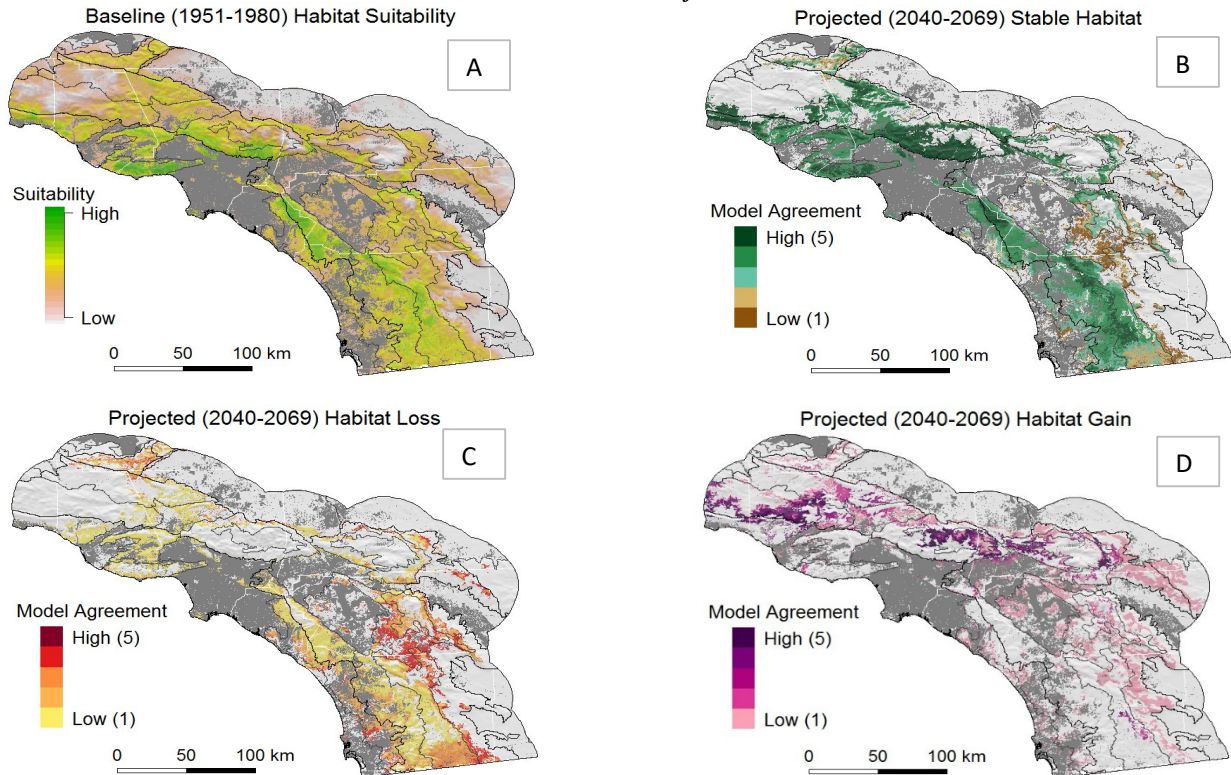 Baseline (1951-1980) Habitat Suitability
A
Suitability
High
Low
0 50 100 km
Projected (2040-2069) Stable Habitat
B
Model Agreement
High (5)
Low (1)
0 50 100 km
Projected (2040-2069) Habitat Loss
C
Model Agreement
High (5)
Low (1)
0 50 100 km
Projected (2040-2069) Habitat Gain
D
Model Agreement
High (5)
Low (1)
0 50 100 km